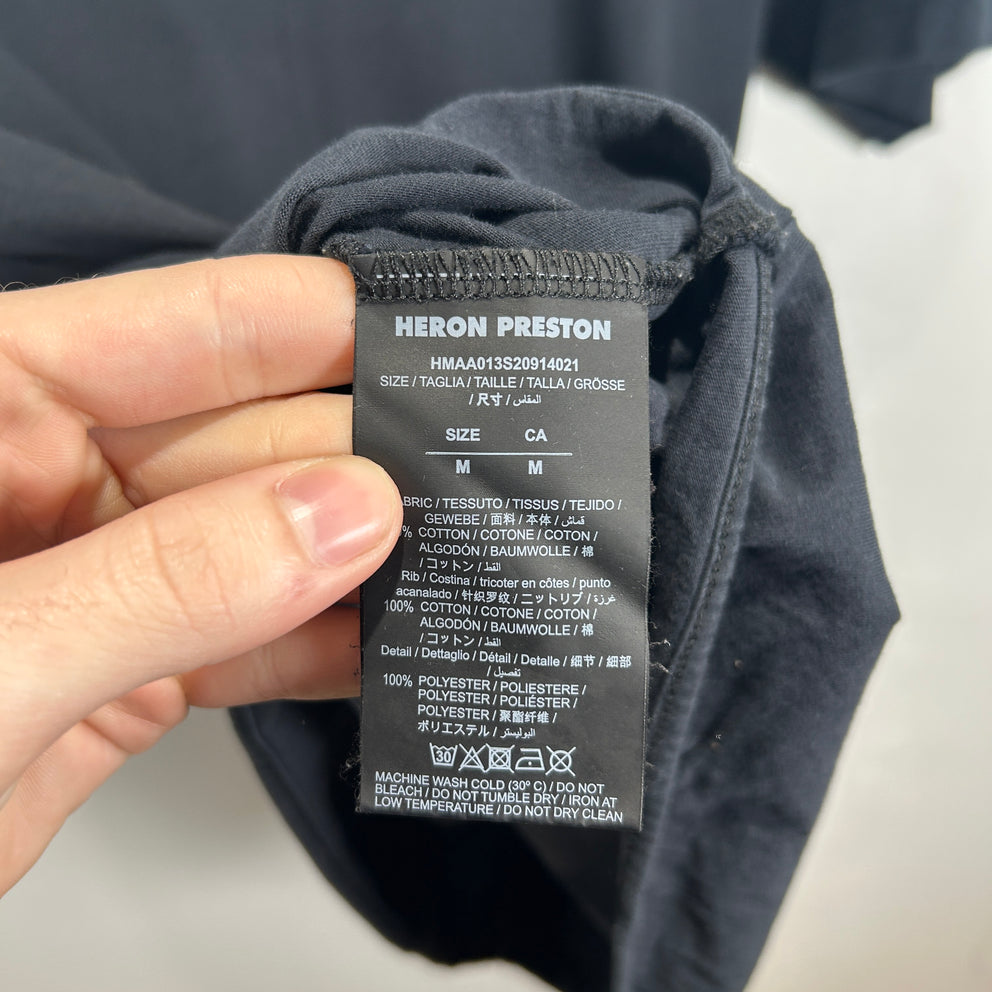 HERON PRESTON
HMAA013S20914021
SIZE / TAGLIA / TAILLE / TALLA / GRÖSSE
/ 尺寸 / المقاس
SIZE CA
M M
ABRIC / TESSUTO / TISSUS / TEJIDO /
GEWEBE / 面料 / 本体 / قماش
% COTTON / COTONE / COTON /
ALGODÓN / BAUMWOLLE / 棉
/ コットン / القط
Rib / Costina / tricoter en côtes / punto
acanalado / 针织罗纹 / ニットリブ / غرزة
100% COTTON / COTONE / COTON /
ALGODÓN / BAUMWOLLE / 棉
/ コットン / القط
Detail / Dettaglio / Détail / Detalle / 细节 / 細部
/ تفصيل
100% POLYESTER / POLIESTERE /
POLYESTER / POLIÉSTER /
POLYESTER / 聚酯纤维 /
ポリエステル / البوليستر
30
MACHINE WASH COLD (30º C) / DO NOT
BLEACH / DO NOT TUMBLE DRY / IRON AT
LOW TEMPERATURE / DO NOT DRY CLEAN